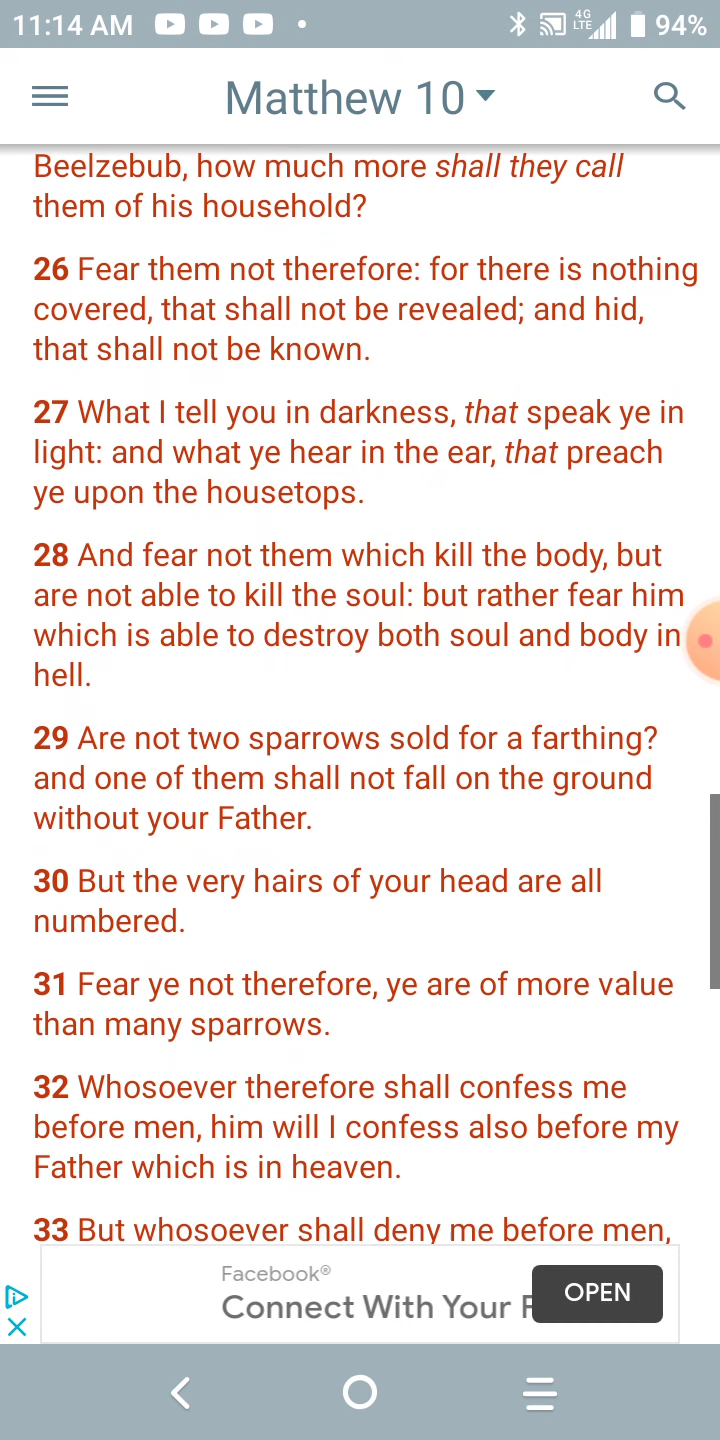 11:14 AM 4G LTE 94%
Matthew 10
Beelzebub, how much more shall they call
them of his household?
26 Fear them not therefore: for there is nothing
covered, that shall not be revealed; and hid,
that shall not be known.
27 What I tell you in darkness, that speak ye in
light: and what ye hear in the ear, that preach
ye upon the housetops.
28 And fear not them which kill the body, but
are not able to kill the soul: but rather fear him
which is able to destroy both soul and body in
hell.
29 Are not two sparrows sold for a farthing?
and one of them shall not fall on the ground
without your Father.
30 But the very hairs of your head are all
numbered.
31 Fear ye not therefore, ye are of more value
than many sparrows.
32 Whosoever therefore shall confess me
before men, him will I confess also before my
Father which is in heaven.
33 But whosoever shall deny me before men,
Facebook®
Connect With Your F
OPEN